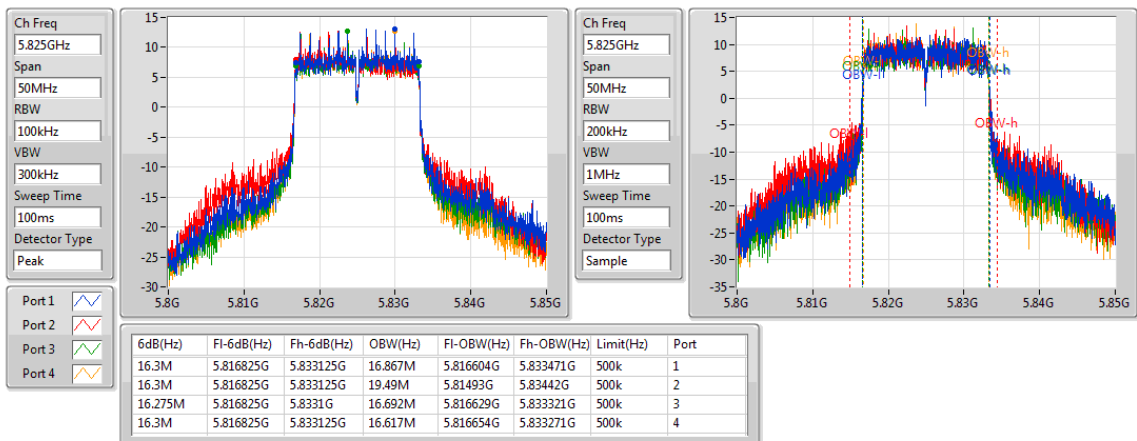 Ch Freq
5.825GHz
Span
50MHz
RBW
100kHz
VBW
300kHz
Sweep Time
100ms
Detector Type
Peak
15
10
5
0
-5
-10
-15
-20
-25
-30
5.8G 5.81G 5.82G 5.83G 5.84G 5.85G
Ch Freq
5.825GHz
Span
50MHz
RBW
200kHz
VBW
1MHz
Sweep Time
100ms
Detector Type
Sample
15
10
5
0
-5
-10
-15
-20
-25
-30
-35
OBW-h
OBW-h
OBW-h
5.8G 5.81G 5.82G 5.83G 5.84G 5.85G
Port 1
Port 2
Port 3
Port 4
6dB(Hz) Fl-6dB(Hz) Fh-6dB(Hz) OBW(Hz) Fl-OBW(Hz) Fh-OBW(Hz) Limit(Hz) Port
16.3M 5.816825G 5.833125G 16.867M 5.816604G 5.833471G 500k 1
16.3M 5.816825G 5.833125G 19.49M 5.81493G 5.83442G 500k 2
16.275M 5.816825G 5.8331G 16.692M 5.816629G 5.833321G 500k 3
16.3M 5.816825G 5.833125G 16.617M 5.816654G 5.833271G 500k 4